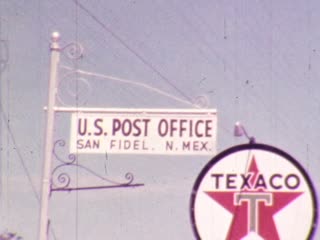 U.S. POST OFFICE
SAN FIDEL, N. MEX.
TEXACO
T